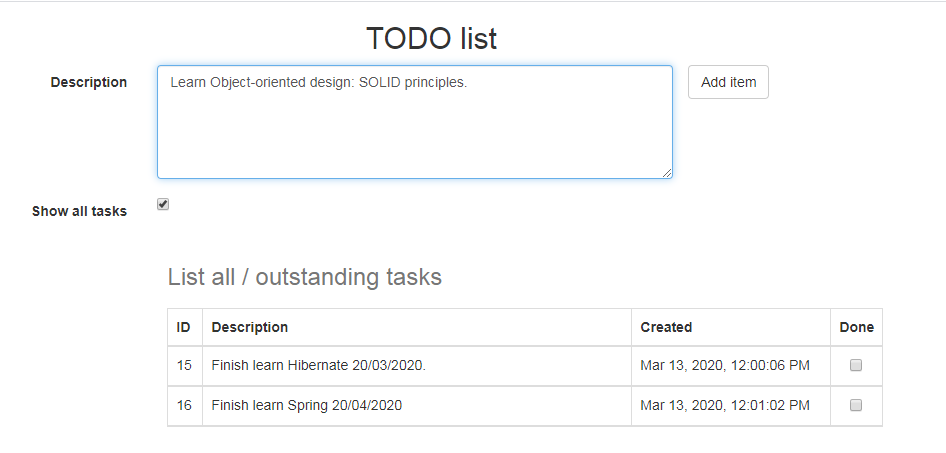 TODO list
Description
Learn Object-oriented design: SOLID principles.
Add item
Show all tasks
List all / outstanding tasks
ID Description Created Done
15 Finish learn Hibernate 20/03/2020. Mar 13, 2020, 12:00:06 PM
16 Finish learn Spring 20/04/2020 Mar 13, 2020, 12:01:02 PM